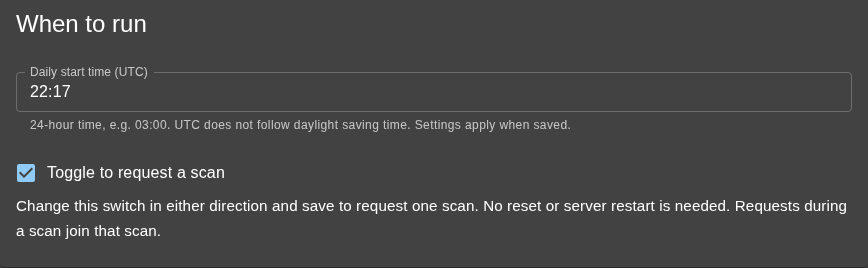 When to run
Daily start time (UTC)
22:17
24-hour time, e.g. 03:00. UTC does not follow daylight saving time. Settings apply when saved.
Toggle to request a scan
Change this switch in either direction and save to request one scan. No reset or server restart is needed. Requests during
a scan join that scan.